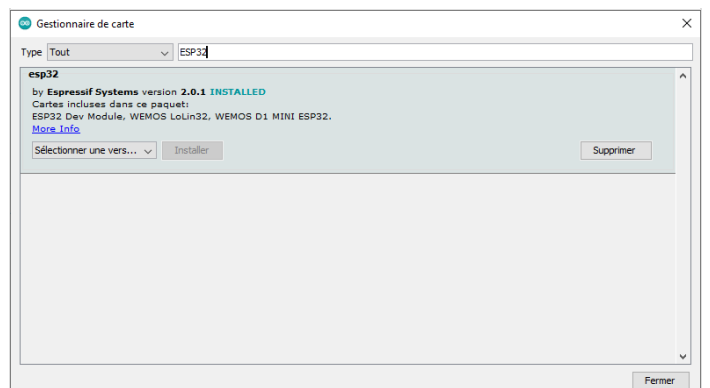 Gestionnaire de carte
Type Tout ESP32
esp32
by Espressif Systems version 2.0.1 INSTALLED
Cartes incluses dans ce paquet:
ESP32 Dev Module, WEMOS LoLin32, WEMOS D1 MINI ESP32.
More Info
Sélectionner une vers... Installer Supprimer
Fermer